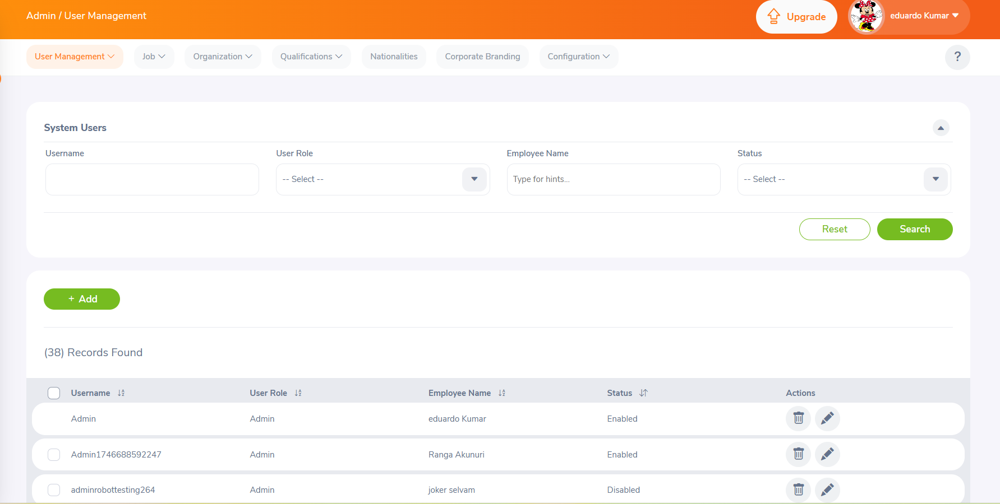 Admin / User Management
Upgrade
eduardo Kumar
User Management
Job
Organization
Qualifications
Nationalities
Corporate Branding
Configuration
?
System Users
Username
User Role
Employee Name
Status
-- Select --
Type for hints...
-- Select --
Reset
Search
+ Add
(38) Records Found
Username
User Role
Employee Name
Status
Actions
Admin
Admin
eduardo Kumar
Enabled
Admin1746688592247
Admin
Ranga Akunuri
Enabled
adminrobottesting264
Admin
joker selvam
Disabled